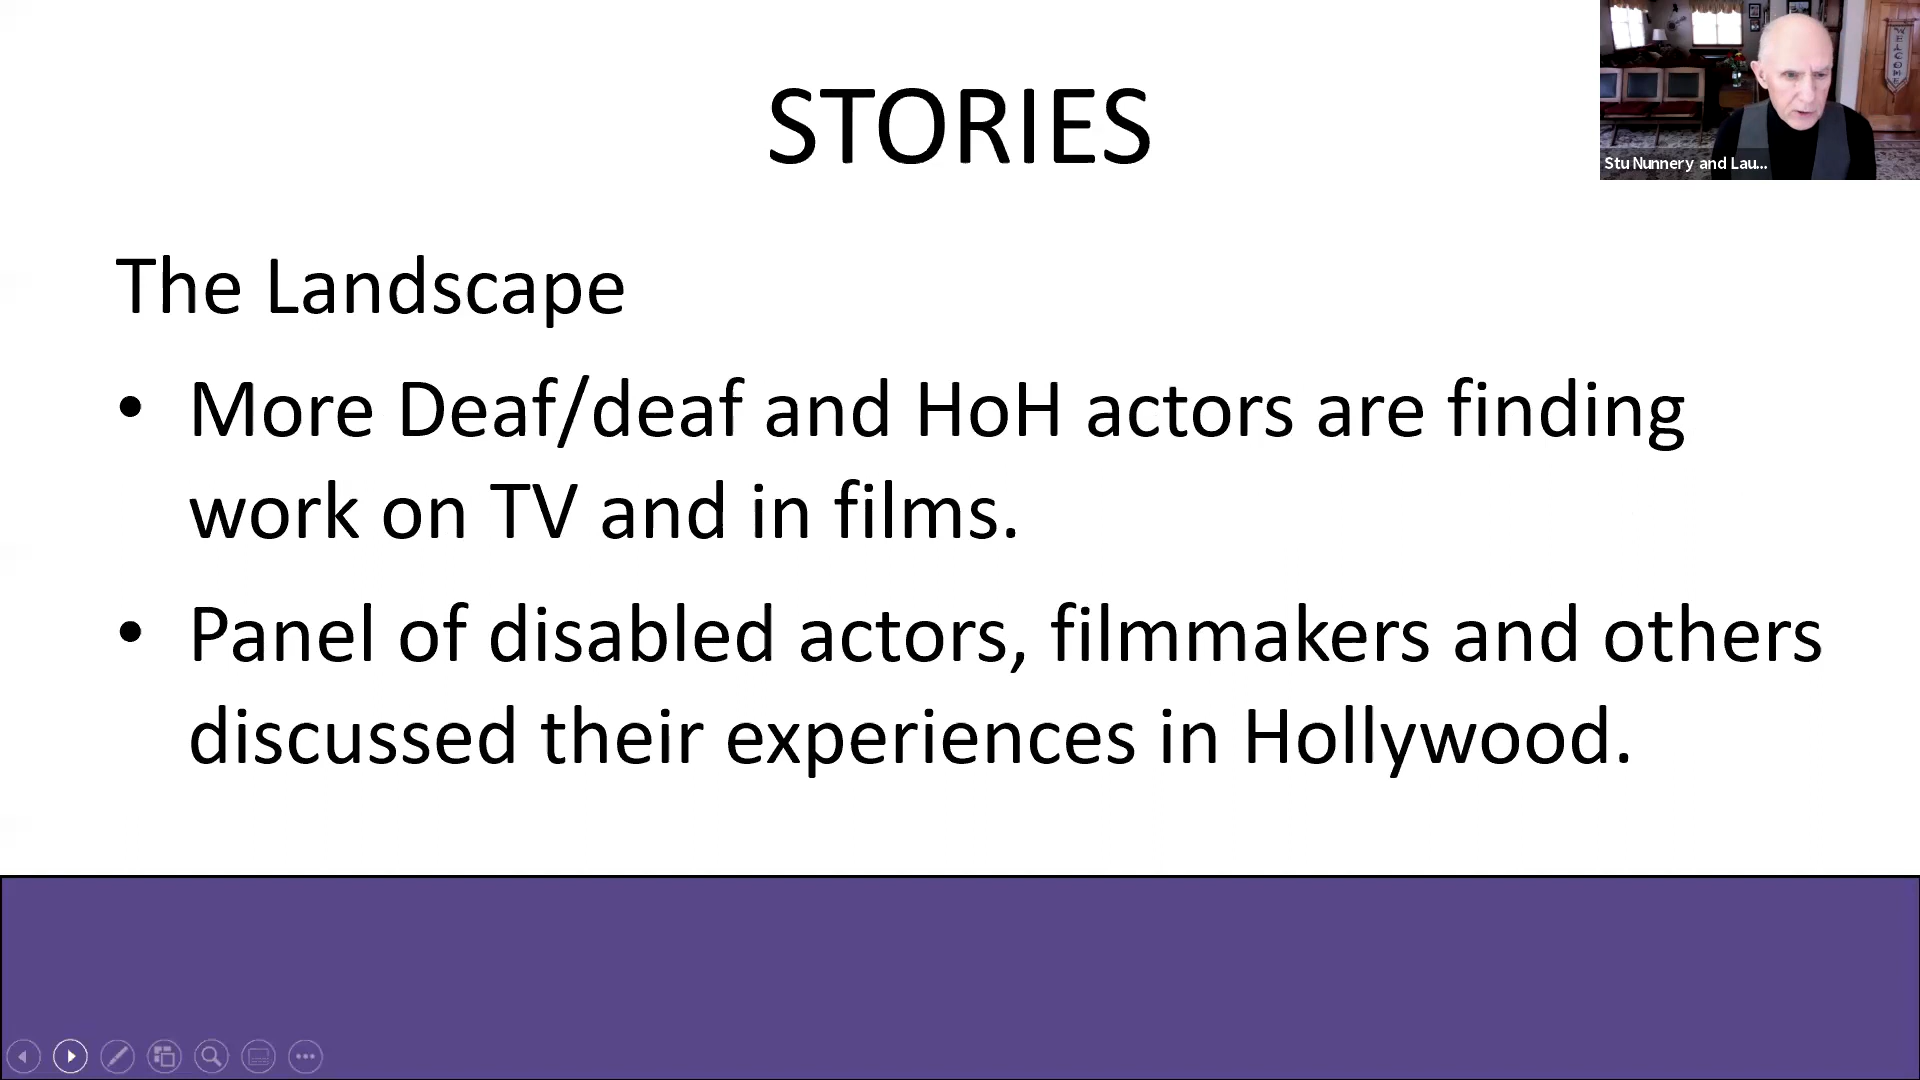 STORIES
WELCOME
Stu Nunnery and Lau...
The Landscape
• More Deaf/deaf and HoH actors are finding
work on TV and in films.
• Panel of disabled actors, filmmakers and others
discussed their experiences in Hollywood.